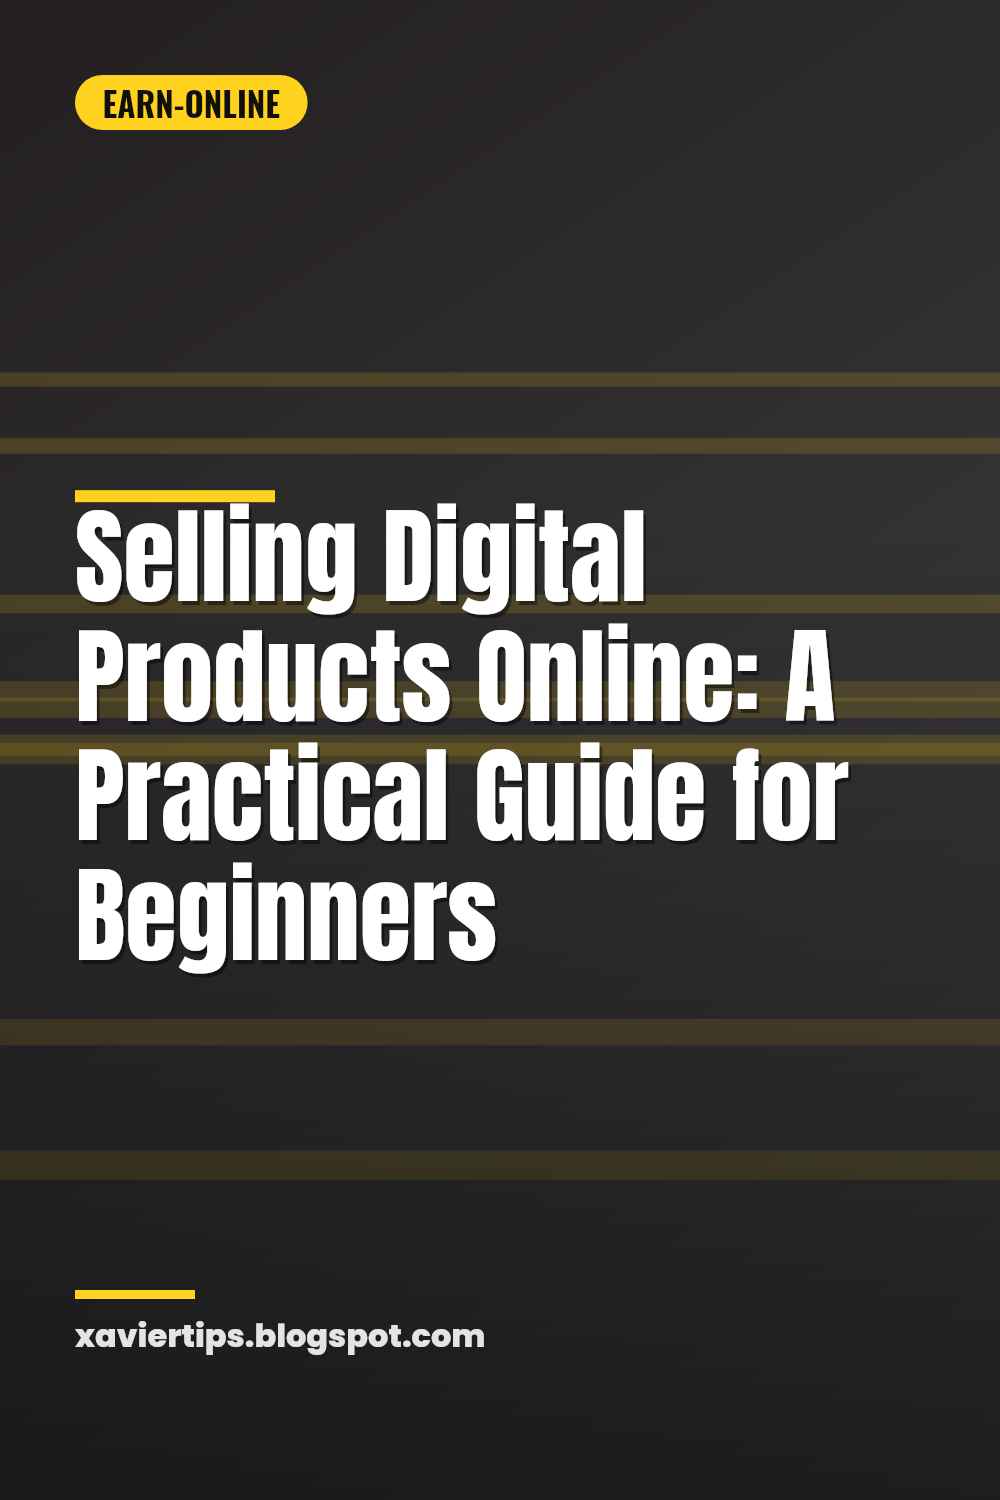 EARN-ONLINE
Selling Digital
Products Online: A
Practical Guide for
Beginners
xaviertips.blogspot.com